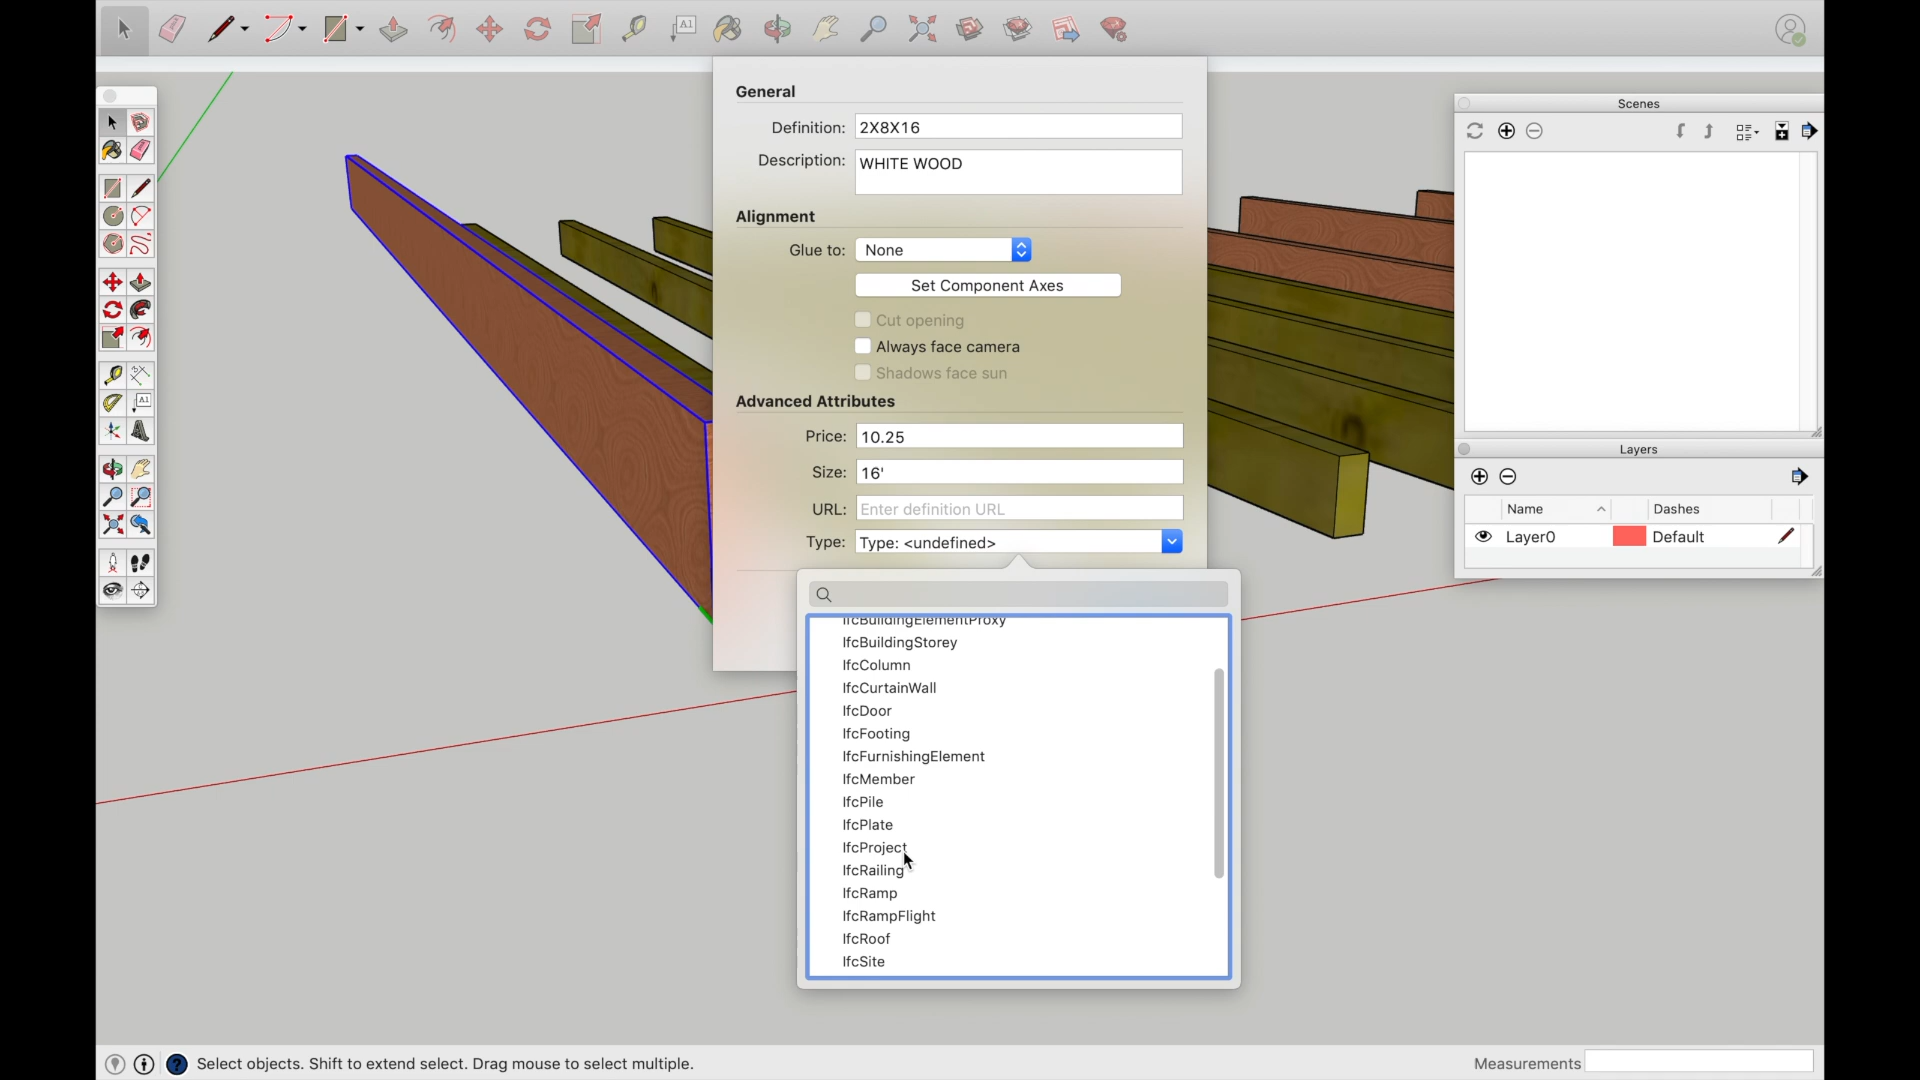 A1
General
Definition: 2X8X16
Description: WHITE WOOD
Alignment
Glue to: None
Set Component Axes
Cut opening
Always face camera
Shadows face sun
Advanced Attributes
Price: 10.25
Size: 16'
URL: Enter definition URL
Type: Type: <undefined>
IfcBuildingElementProxy
IfcBuildingStorey
IfcColumn
IfcCurtainWall
IfcDoor
IfcFooting
IfcFurnishingElement
IfcMember
IfcPile
IfcPlate
IfcProject
IfcRailing
IfcRamp
IfcRampFlight
IfcRoof
IfcSite
Scenes
Layers
Name Dashes
Layer0 Default
A1
Select objects. Shift to extend select. Drag mouse to select multiple.
Measurements